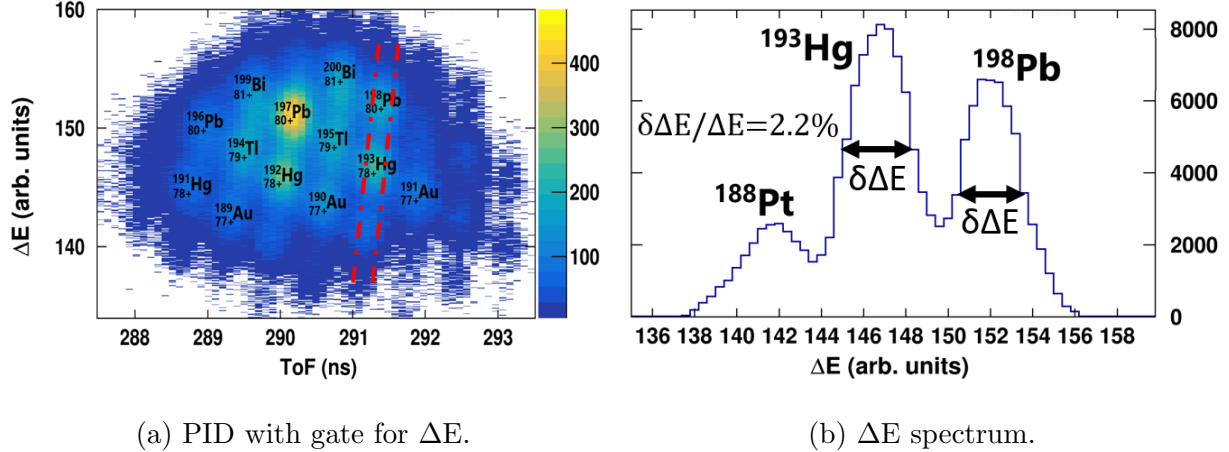 160
150
140
ΔE (arb. units)
200Bi
81+
199Bi
81+
198Pb
80+
197Pb
80+
196Pb
80+
195Tl
79+
194Tl
79+
193Hg
78+
192Hg
78+
191Hg
78+
191Au
77+
190Au
77+
189Au
77+
288 289 290 291 292 293
ToF (ns)
400
300
200
100
(a) PID with gate for ΔE.
193Hg
198Pb
δΔE/ΔE=2.2%
δΔE
188Pt
δΔE
8000
6000
4000
2000
0
136 138 140 142 144 146 148 150 152 154 156 158
ΔE (arb. units)
(b) ΔE spectrum.